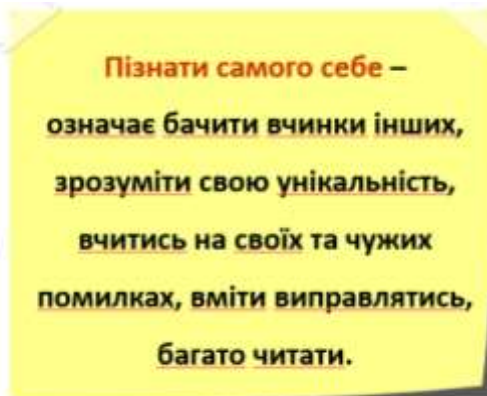 Пізнати самого себе –
означає бачити вчинки інших,
зрозуміти свою унікальність,
вчитись на своїх та чужих
помилках, вміти виправлятись,
багато читати.